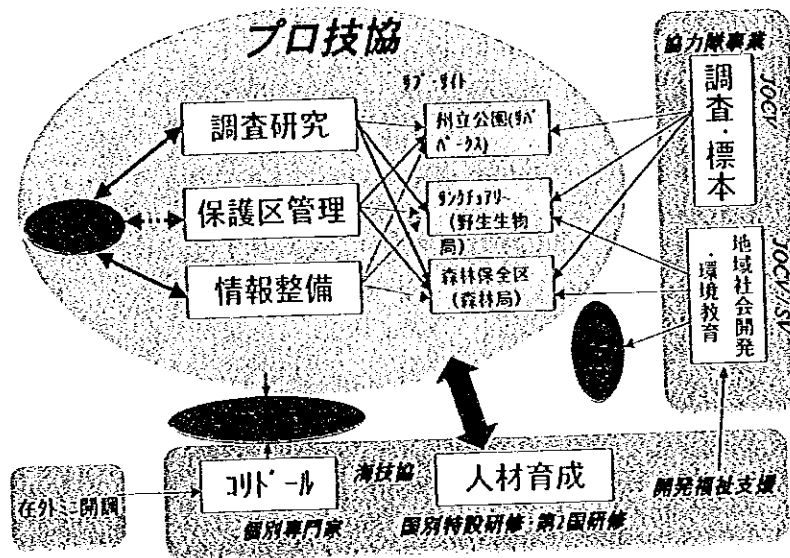 プロ技協
協力隊事業
サブ・サイト
調査研究
州立公園(サバ
パークス)
調査・標本
JOCV
保護区管理
サンクチュアリー
(野生生物
局)
情報整備
森林保全区
(森林局)
地域社会開発
・環境教育
JOCV/SV
コリドール
海技協
人材育成
開発福祉支援
在外ミニ開調
個別専門家
国別特設研修・第2国研修